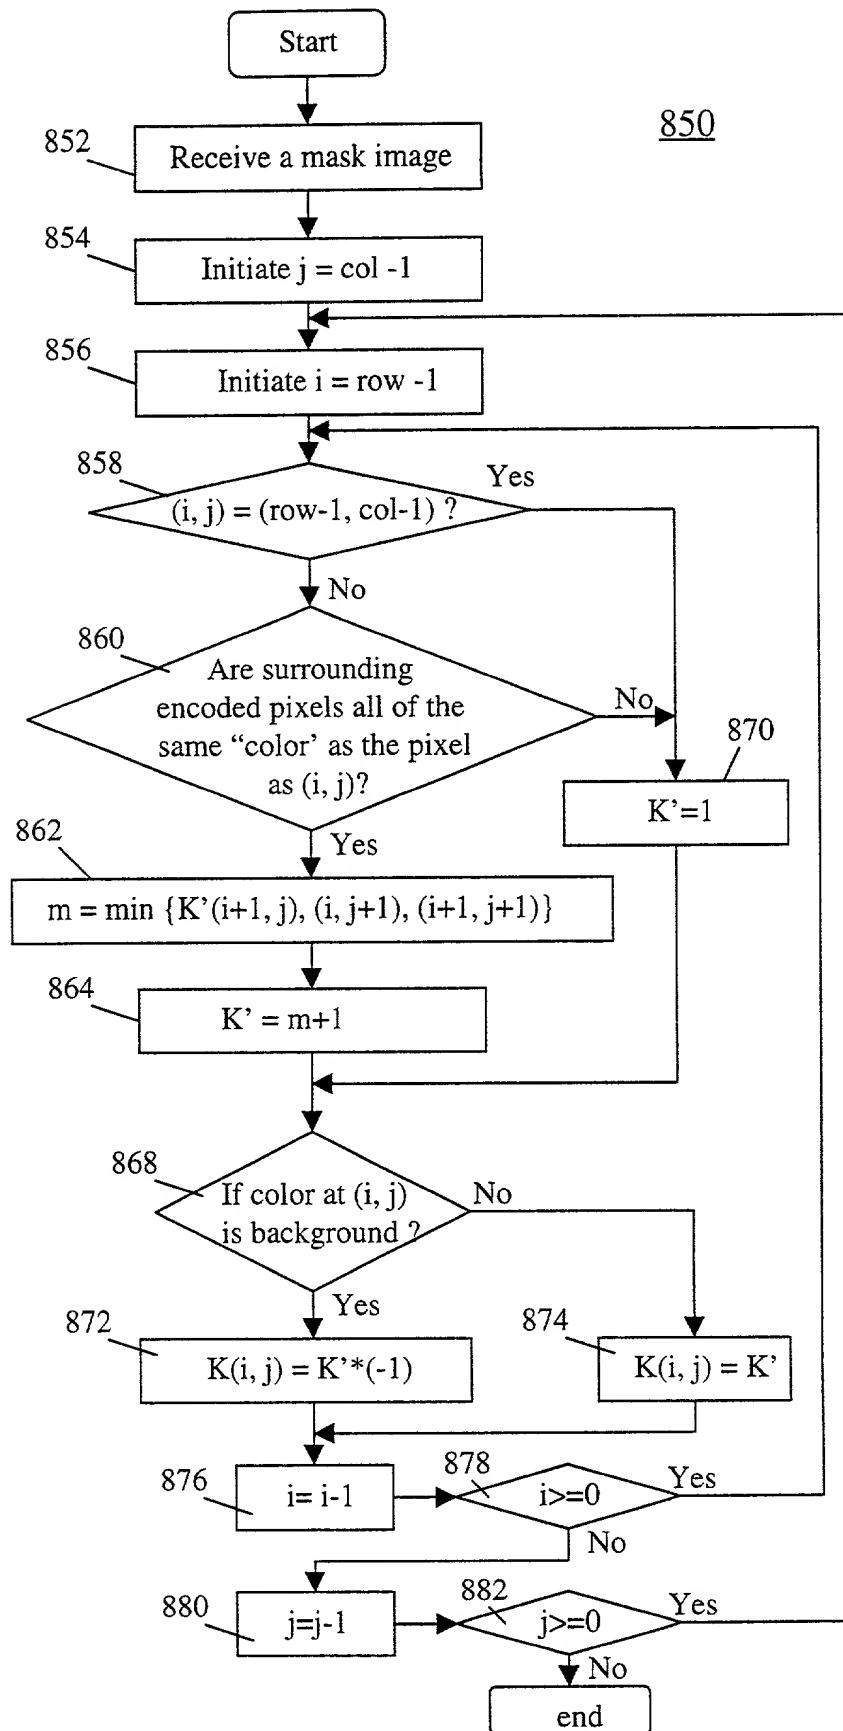 Start
850
852
Receive a mask image
854
Initiate j = col -1
856
Initiate i = row -1
858
Yes
(i, j) = (row-1, col-1) ?
No
860
Are surrounding
encoded pixels all of the
same “color’ as the pixel
as (i, j)?
No
870
K’=1
862
Yes
m = min {K’(i+1, j), (i, j+1), (i+1, j+1)}
864
K’ = m+1
868
If color at (i, j)
is background ?
No
Yes
872
K(i, j) = K’*(-1)
874
K(i, j) = K’
876
i= i-1
878
i>=0
Yes
No
880
j=j-1
882
j>=0
Yes
No
end